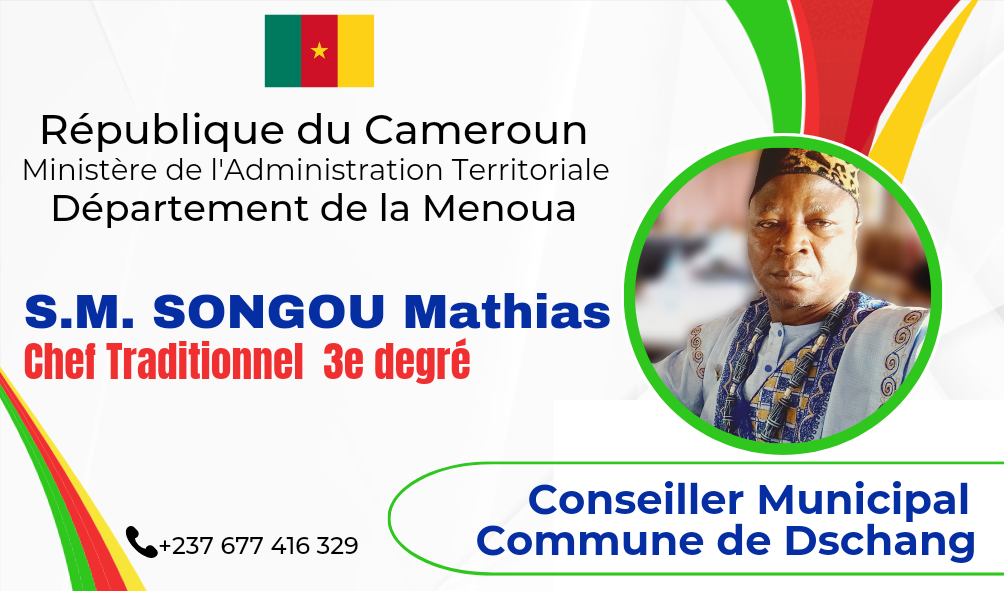 République du Cameroun
Ministère de l'Administration Territoriale
Département de la Menoua
S.M. SONGOU Mathias
Chef Traditionnel 3e degré
+237 677 416 329
Conseiller Municipal
Commune de Dschang